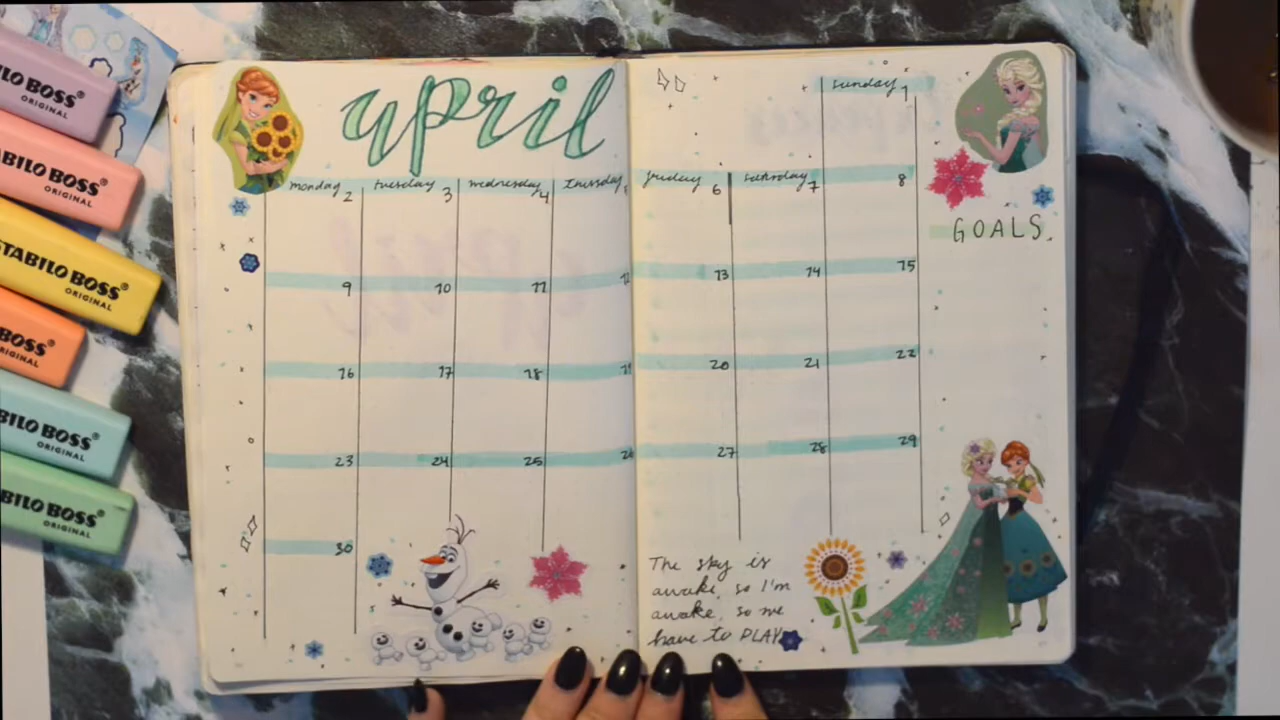 april
sunday 1
monday 2
tuesday 3
wednesday 4
friday 6
saturday 7
8
9
10
11
13
14
15
16
17
18
20
21
22
23
24
25
27
28
29
30
GOALS
The sky is
awake, so I'm
awake, so we
have to PLAY
ILO BOSS®
ORIGINAL
ABILO BOSS®
ORIGINAL
STABILO BOSS®
ORIGINAL
BOSS®
ORIGINAL
BILO BOSS®
ORIGINAL
BILO BOSS®
ORIGINAL